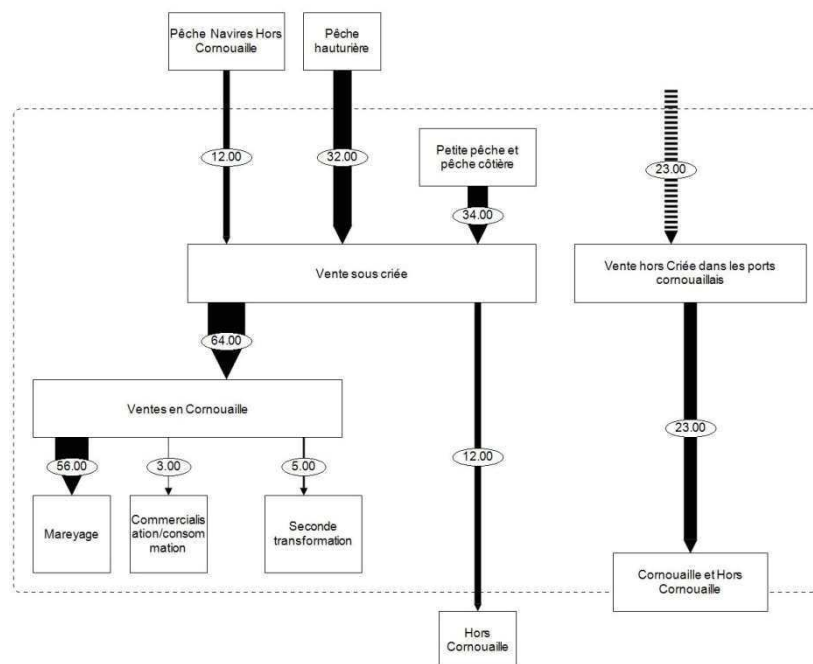 Pêche Navires Hors
Cornouaille
Pêche
hauturière
12.00
32.00
Petite pêche et
pêche côtière
23.00
34.00
Vente sous criée
Vente hors Criée dans les ports
cornouaillais
64.00
Ventes en Cornouaille
23.00
56.00
3.00
5.00
12.00
Mareyage
Commercialis
ation/consom
mation
Seconde
transformation
Cornouaille et Hors
Cornouaille
Hors
Cornouaille